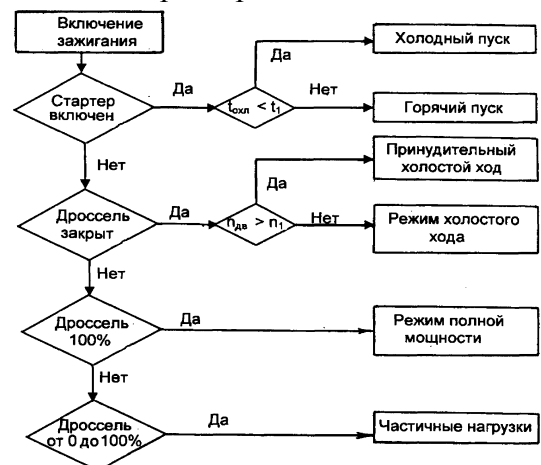 Включение
зажигания
Стартер
включен
Да
t охл < t₁
Да
Холодный пуск
Нет
Горячий пуск
Нет
Дроссель
закрыт
Да
n дв > n₁
Да
Принудительный
холостой ход
Нет
Режим холостого
хода
Нет
Дроссель
100%
Да
Режим полной
мощности
Нет
Дроссель
от 0 до 100%
Да
Частичные нагрузки